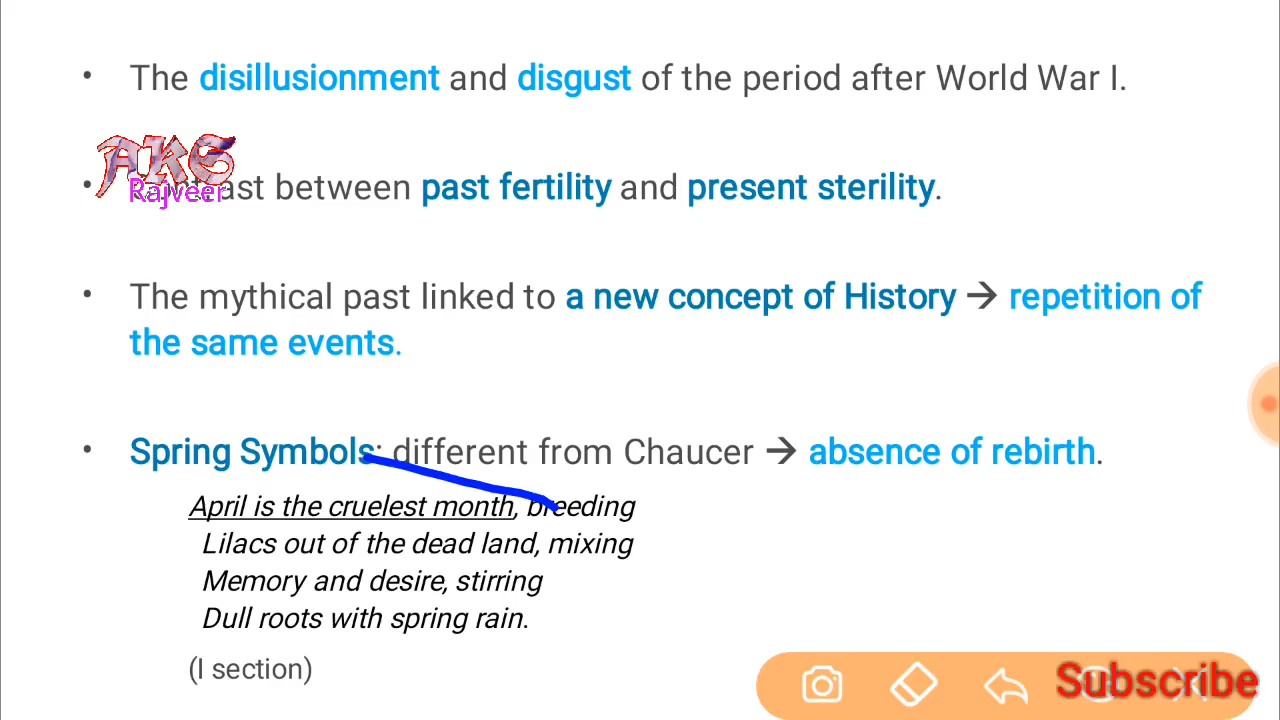 • The disillusionment and disgust of the period after World War I.
AKS
Rajveer
• ast between past fertility and present sterility.
• The mythical past linked to a new concept of History → repetition of
the same events.
• Spring Symbols: different from Chaucer → absence of rebirth.
April is the cruelest month, breeding
Lilacs out of the dead land, mixing
Memory and desire, stirring
Dull roots with spring rain.
(I section)
Subscribe